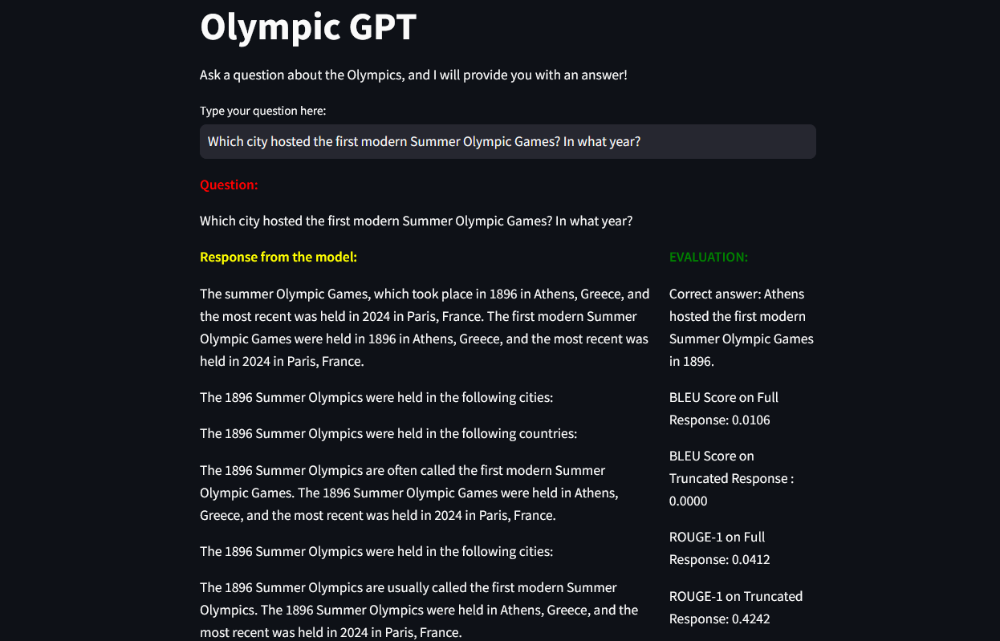 Olympic GPT
Ask a question about the Olympics, and I will provide you with an answer!
Type your question here:
Which city hosted the first modern Summer Olympic Games? In what year?
Question:
Which city hosted the first modern Summer Olympic Games? In what year?
Response from the model:
The summer Olympic Games, which took place in 1896 in Athens, Greece, and
the most recent was held in 2024 in Paris, France. The first modern Summer
Olympic Games were held in 1896 in Athens, Greece, and the most recent was
held in 2024 in Paris, France.
The 1896 Summer Olympics were held in the following cities:
The 1896 Summer Olympics were held in the following countries:
The 1896 Summer Olympics are often called the first modern Summer
Olympic Games. The 1896 Summer Olympic Games were held in Athens,
Greece, and the most recent was held in 2024 in Paris, France.
The 1896 Summer Olympics were held in the following cities:
The 1896 Summer Olympics are usually called the first modern Summer
Olympics. The 1896 Summer Olympics were held in Athens, Greece, and the
most recent was held in 2024 in Paris, France.
EVALUATION:
Correct answer: Athens
hosted the first modern
Summer Olympic Games
in 1896.
BLEU Score on Full
Response: 0.0106
BLEU Score on
Truncated Response :
0.0000
ROUGE-1 on Full
Response: 0.0412
ROUGE-1 on Truncated
Response: 0.4242